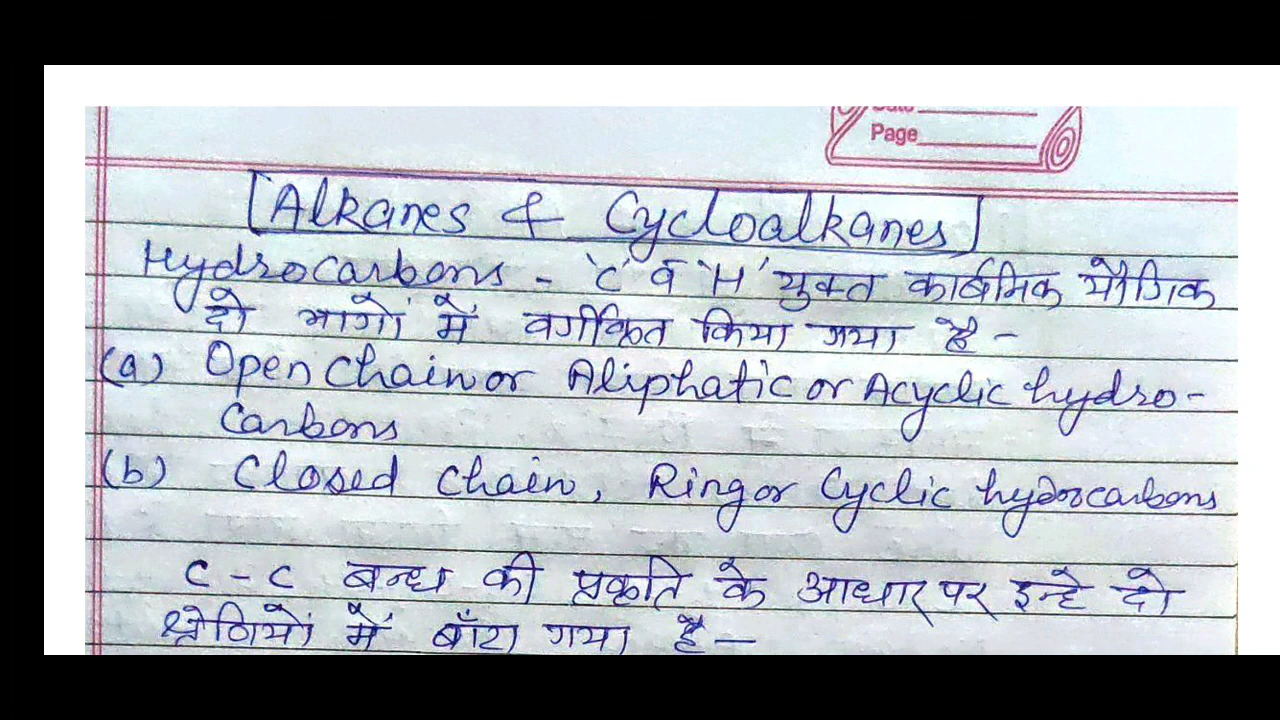 Page
Alkanes & Cycloalkanes
Hydrocarbons - 'C' व 'H' युक्त कार्बनिक यौगिक
दो भागों में वर्गीकृत किया गया है -
(a) Open Chain or Aliphatic or Acyclic hydro-
Carbons
(b) Closed Chain, Ring or Cyclic hydrocarbons
C - C बन्ध की प्रकृति के आधार पर इन्हे दो
श्रेणियों में बाँटा गया है -